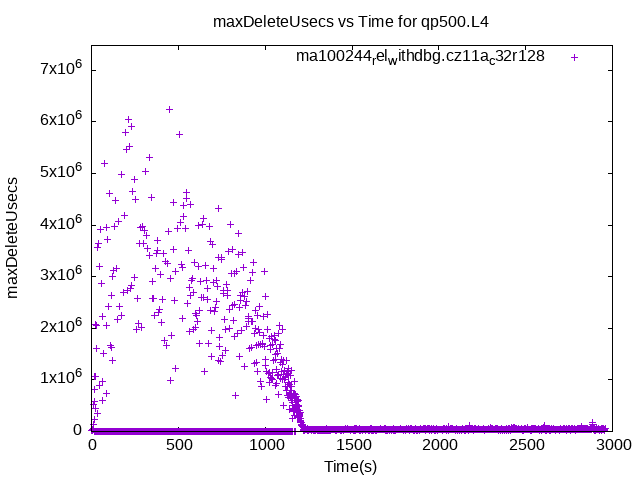 maxDeleteUsecs vs Time for qp500.L4
ma100244relwithdbg.cz11ac32r128
maxDeleteUsecs
7x10^6
6x10^6
5x10^6
4x10^6
3x10^6
2x10^6
1x10^6
0
0 500 1000 1500 2000 2500 3000
Time(s)